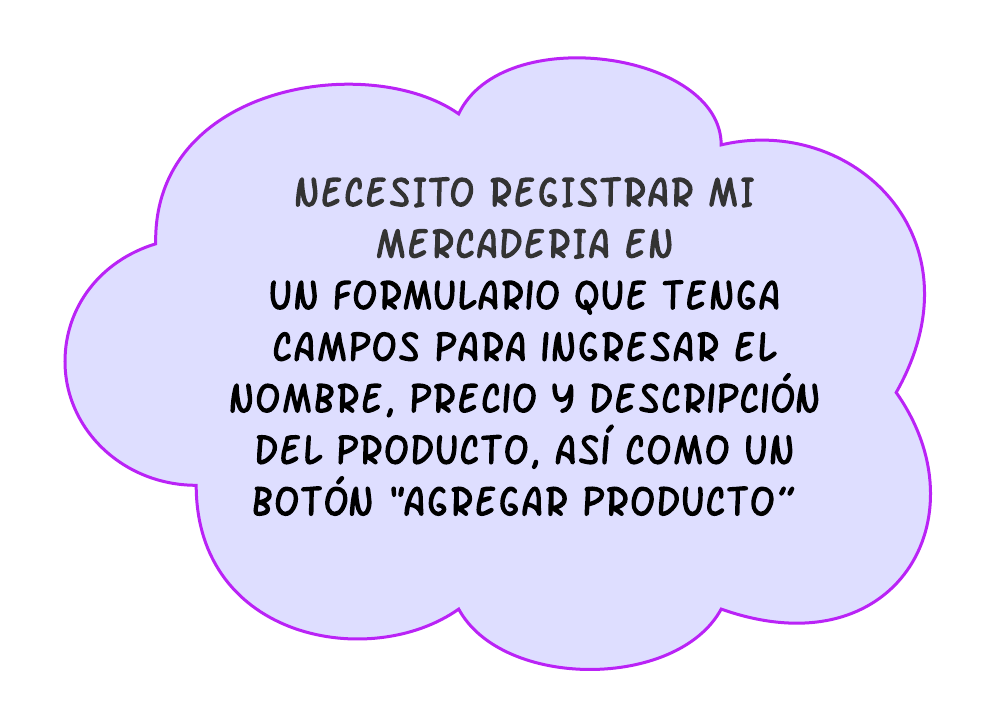 NECESITO REGISTRAR MI
MERCADERIA EN
UN FORMULARIO QUE TENGA
CAMPOS PARA INGRESAR EL
NOMBRE, PRECIO Y DESCRIPCIÓN
DEL PRODUCTO, ASÍ COMO UN
BOTÓN "AGREGAR PRODUCTO”